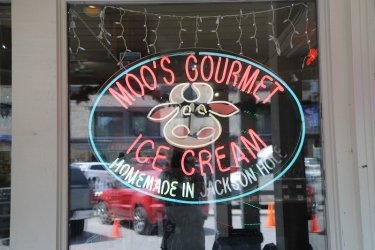 MOO'S GOURMET
ICE CREAM
HOMEMADE IN JACKSON HOLE